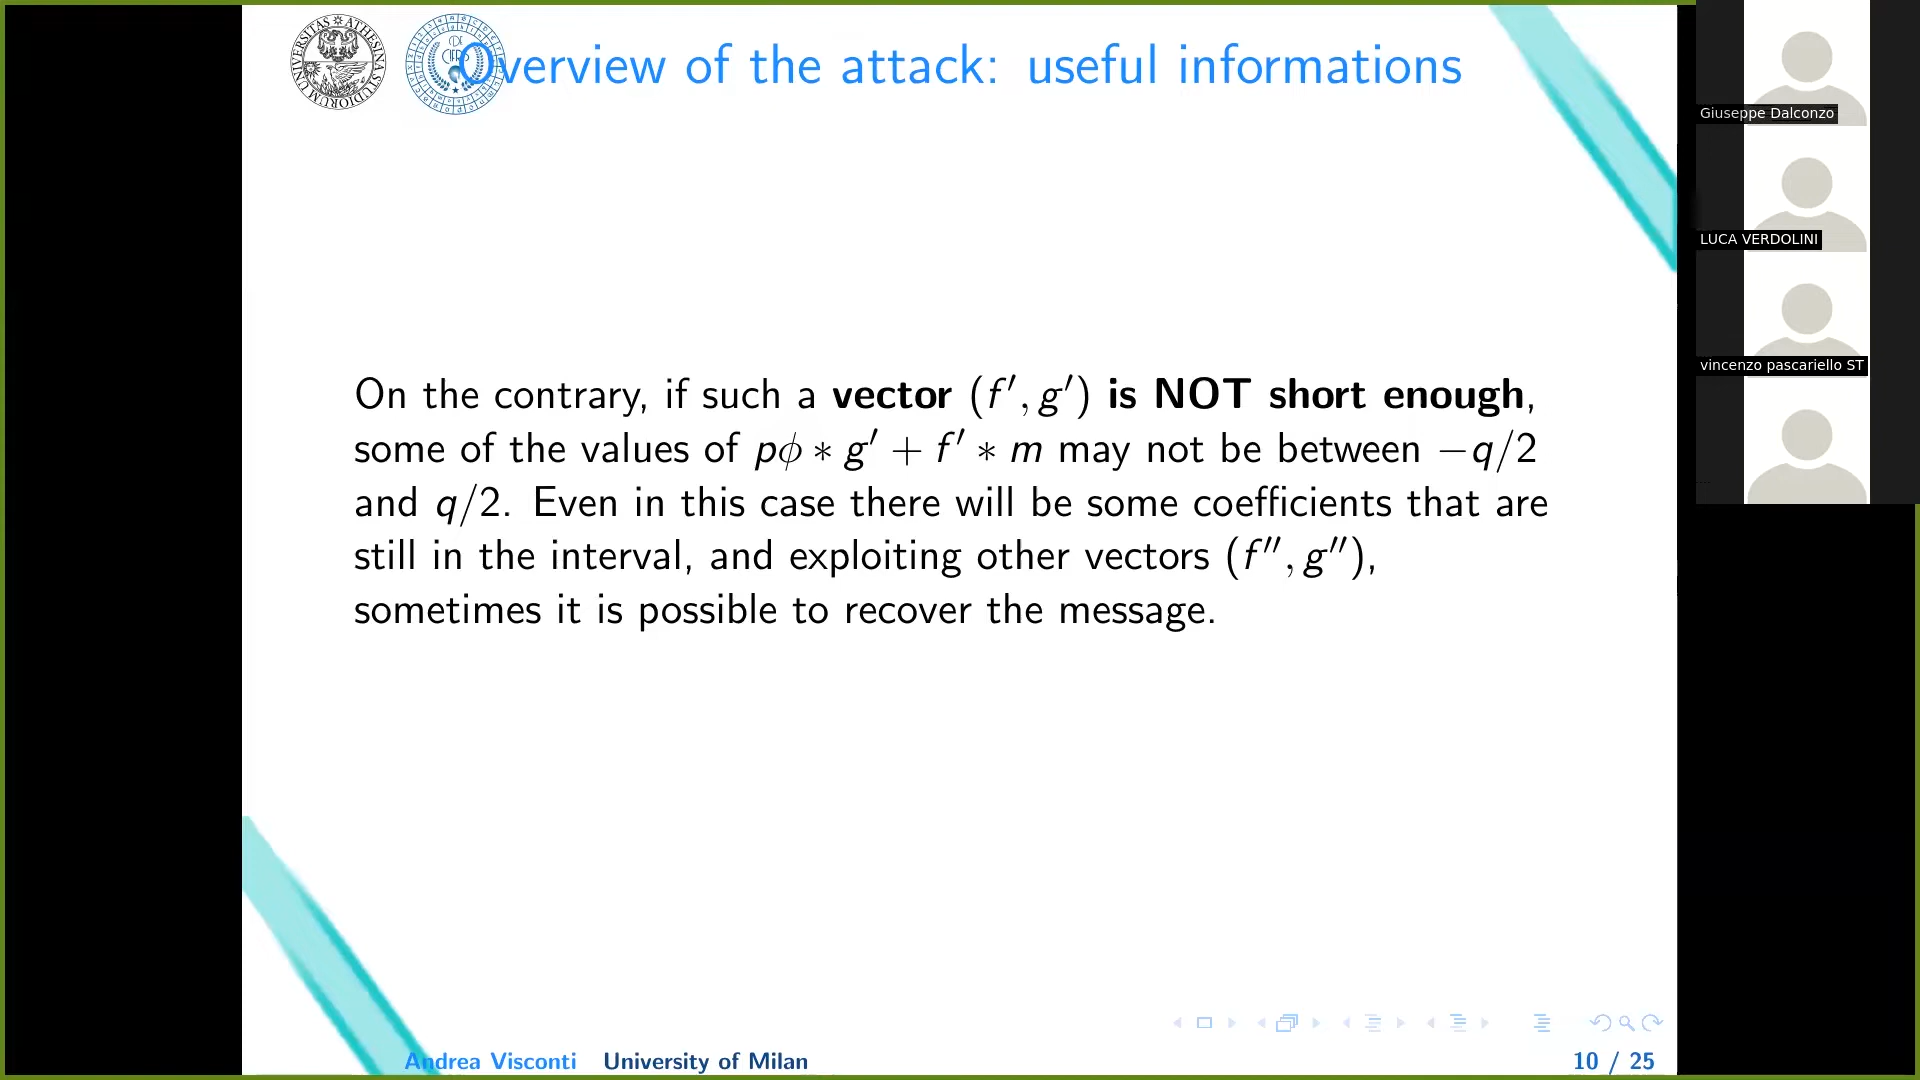 Overview of the attack: useful informations
On the contrary, if such a vector (f′, g′) is NOT short enough,
some of the values of pϕ ∗ g′ + f′ ∗ m may not be between −q/2
and q/2. Even in this case there will be some coefficients that are
still in the interval, and exploiting other vectors (f″, g″),
sometimes it is possible to recover the message.
Andrea Visconti University of Milan
10 / 25
Giuseppe Dalconzo
LUCA VERDOLINI
vincenzo pascariello ST